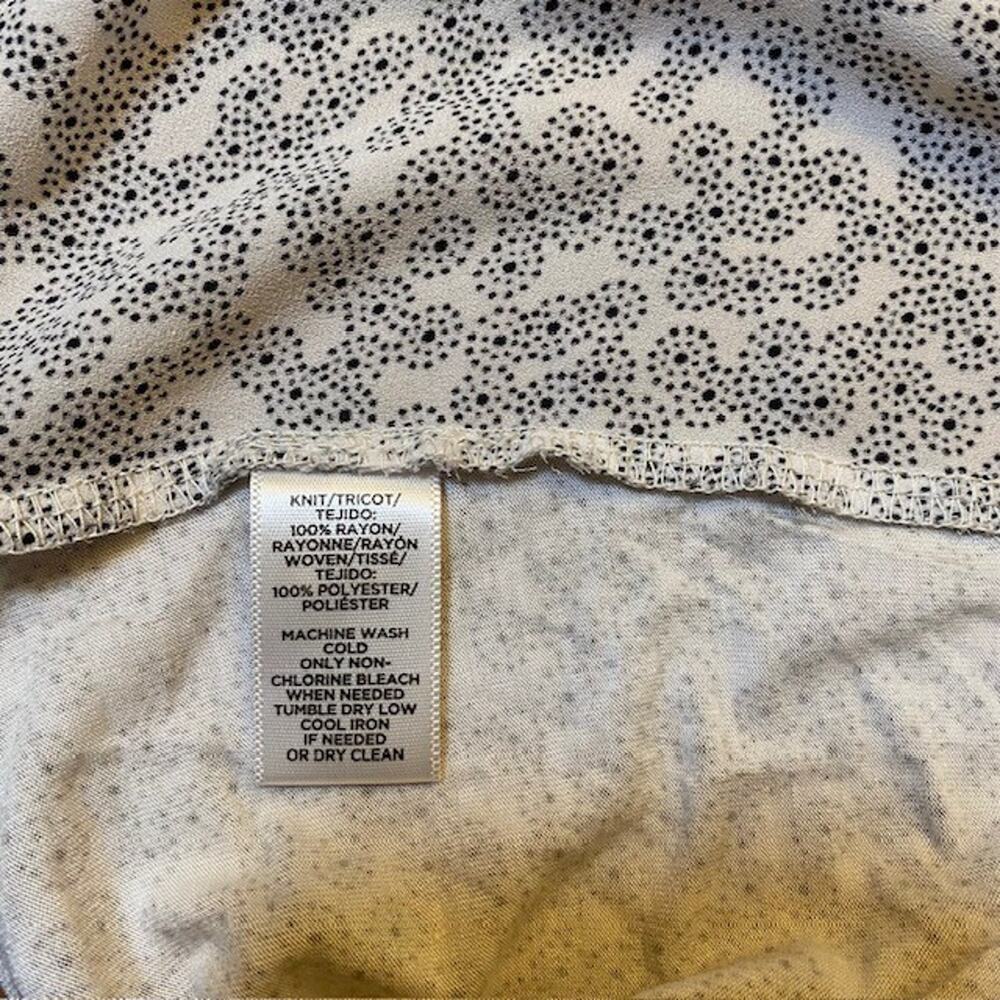 KNIT/TRICOT/
TEJIDO:
100% RAYON/
RAYONNE/RAYÓN
WOVEN/TISSÉ/
TEJIDO:
100% POLYESTER/
POLIÉSTER
MACHINE WASH
COLD
ONLY NON-
CHLORINE BLEACH
WHEN NEEDED
TUMBLE DRY LOW
COOL IRON
IF NEEDED
OR DRY CLEAN